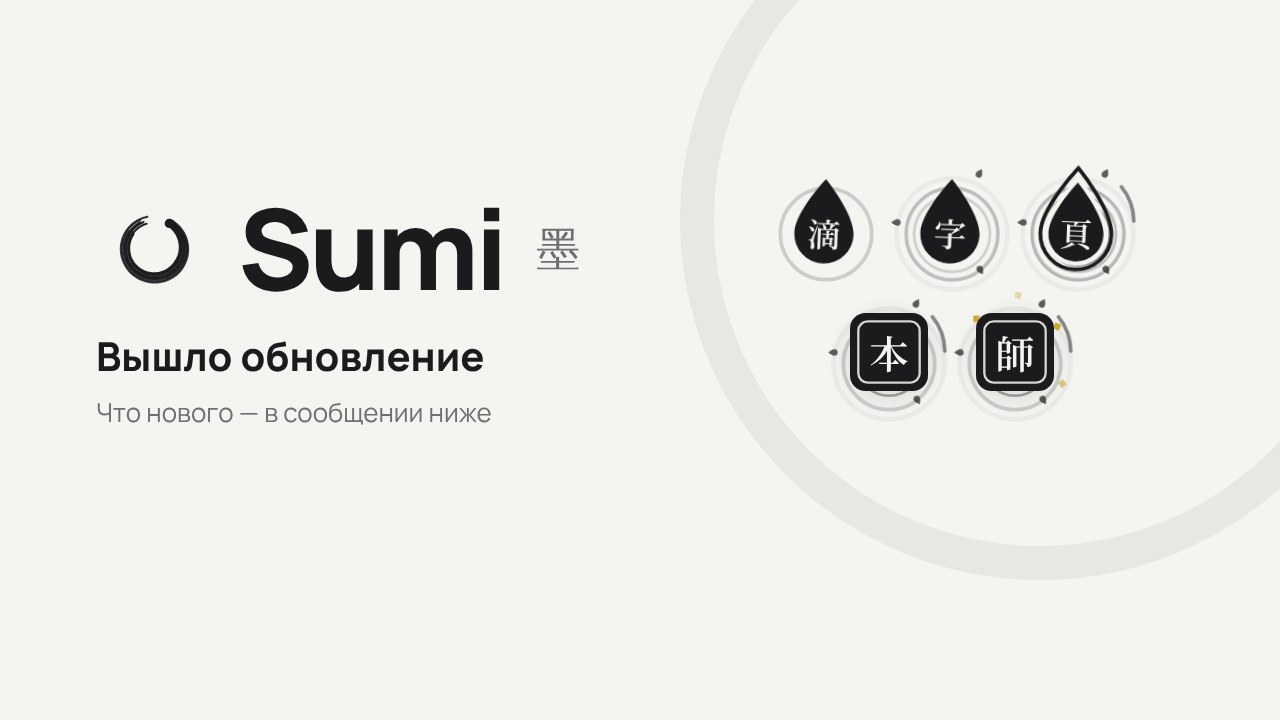 Sumi 墨
Вышло обновление
Что нового — в сообщении ниже
滴 字 頁
本 師